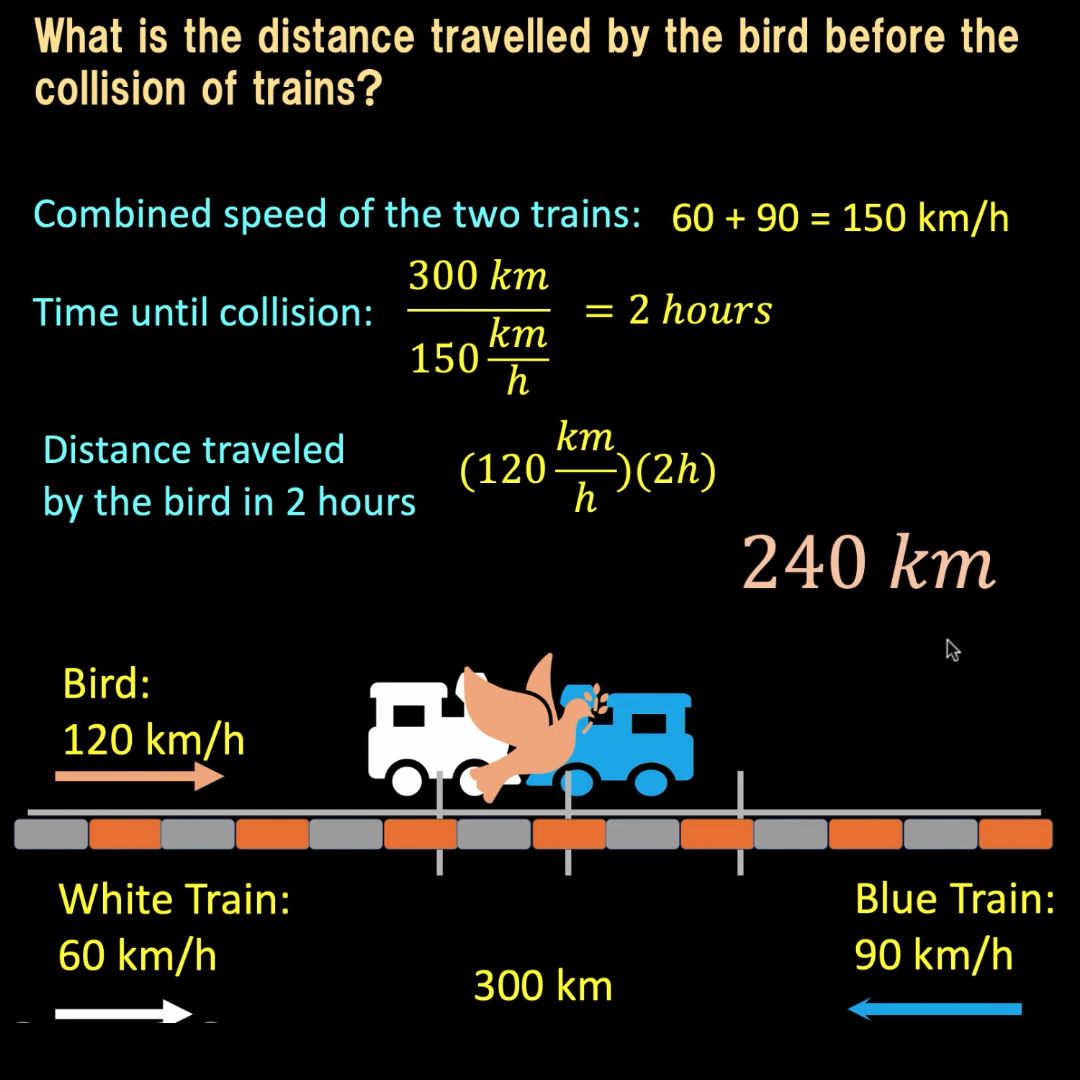 What is the distance travelled by the bird before the
collision of trains?
Combined speed of the two trains: 60 + 90 = 150 km/h
Time until collision: 300 km / 150 km/h = 2 hours
Distance traveled
by the bird in 2 hours (120 km/h)(2h)
240 km
Bird:
120 km/h
White Train:
60 km/h
300 km
Blue Train:
90 km/h